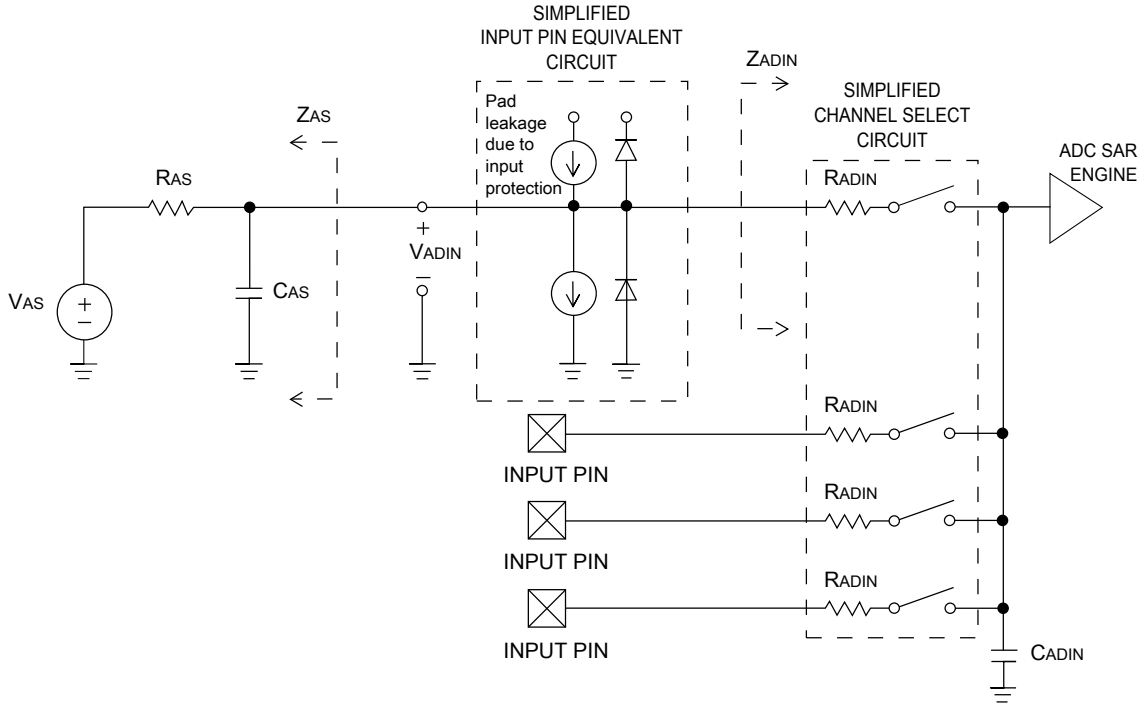 SIMPLIFIED
INPUT PIN EQUIVALENT
CIRCUIT
ZADIN
SIMPLIFIED
CHANNEL SELECT
CIRCUIT
Pad
leakage
due to
input
protection
ZAS
ADC SAR
ENGINE
RAS
RADIN
+
VADIN
–
CAS
VAS
+
–
RADIN
INPUT PIN
RADIN
INPUT PIN
RADIN
INPUT PIN
CADIN